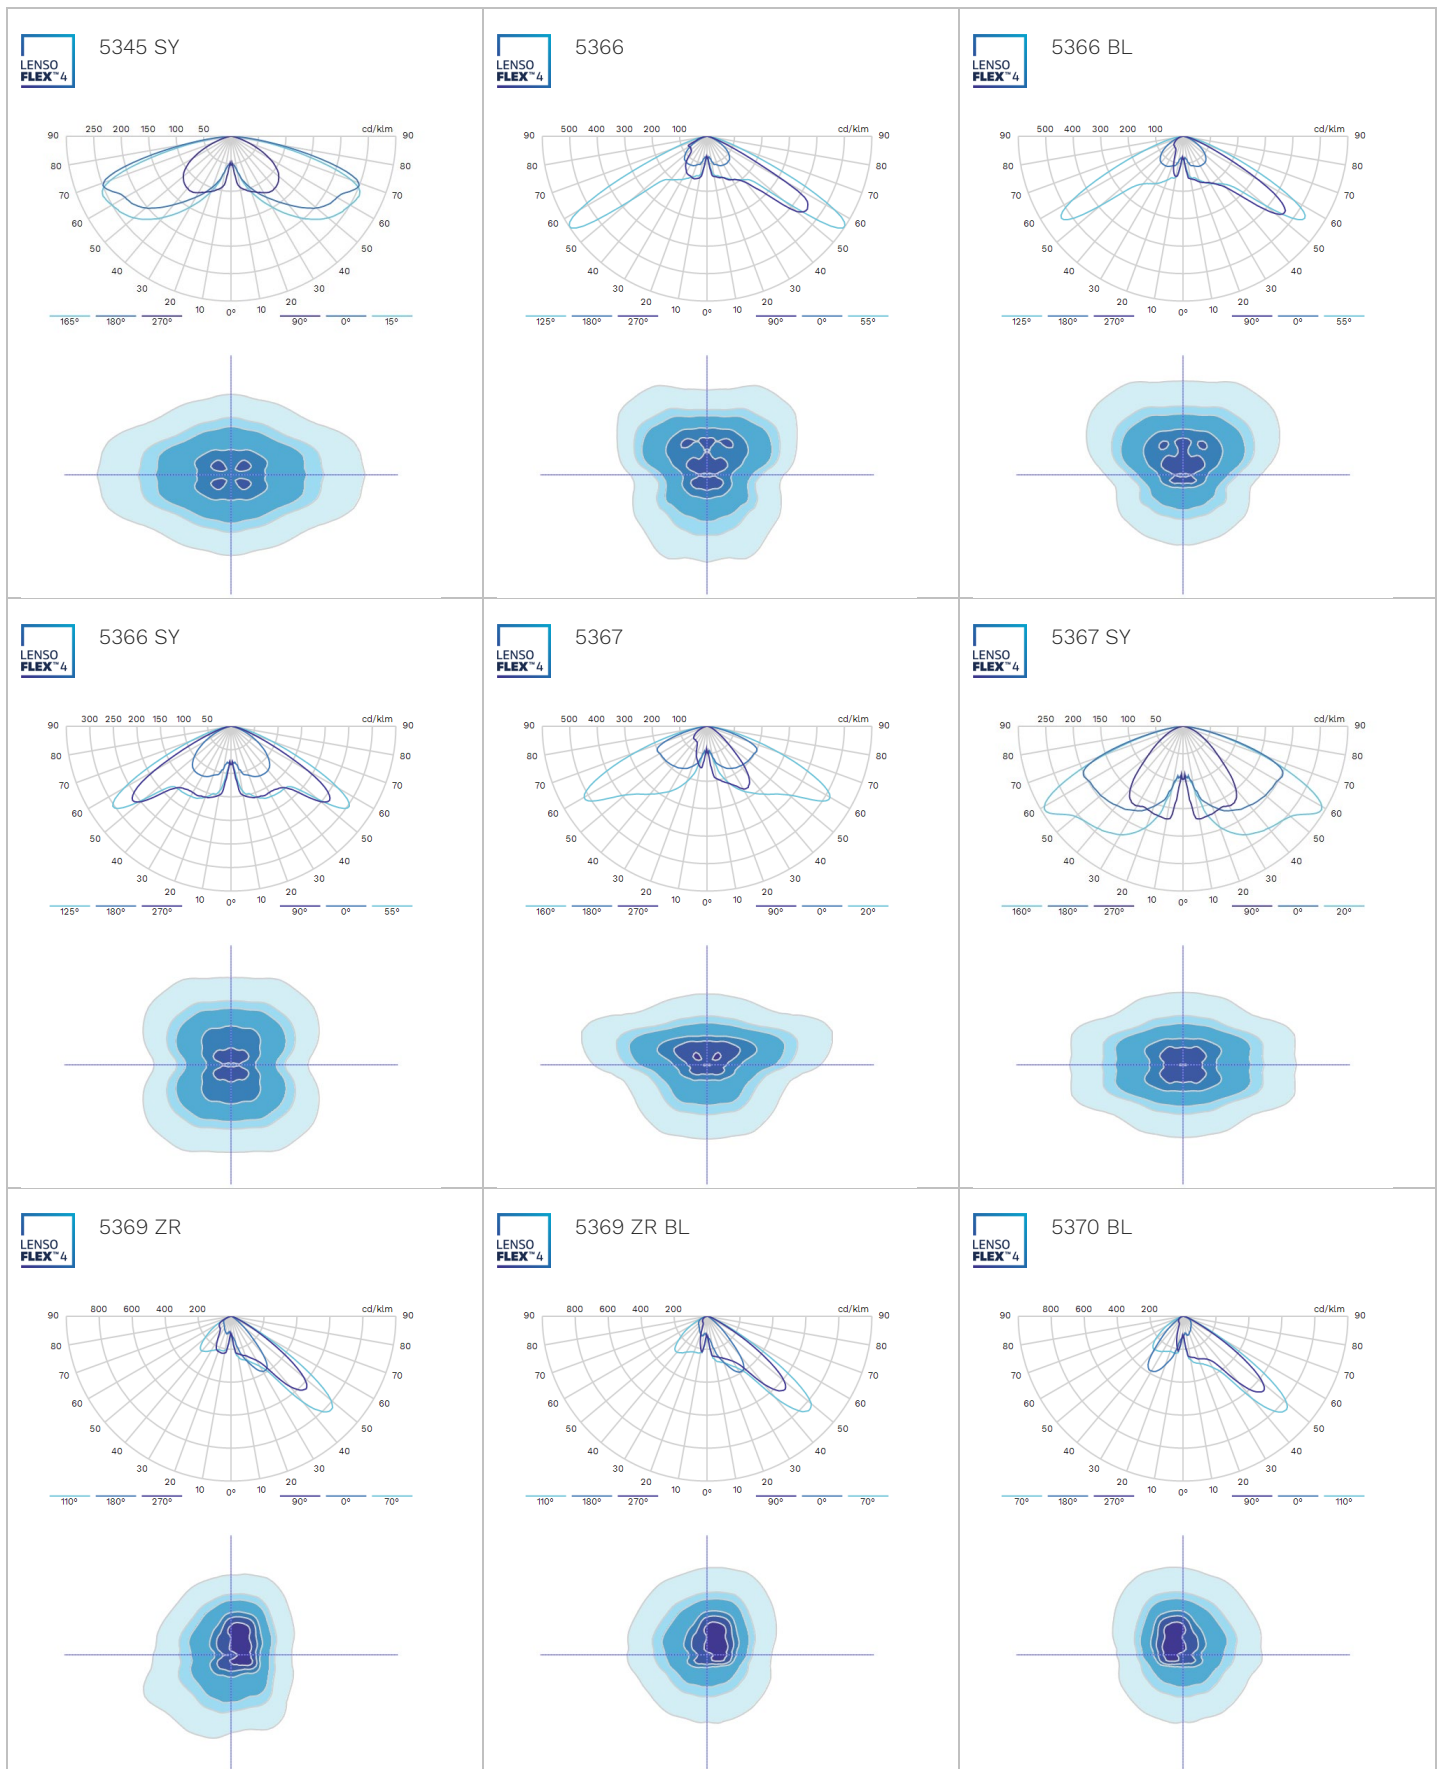 LENSO
FLEX™4
5345 SY
250 200 150 100 50 cd/klm
90 90
80 80
70 70
60 60
50 50
40 40
30 30
20 20
10 0° 10
165° 180° 270° 90° 0° 15°
LENSO
FLEX™4
5366
500 400 300 200 100 cd/klm
90 90
80 80
70 70
60 60
50 50
40 40
30 30
20 20
10 0° 10
125° 180° 270° 90° 0° 55°
LENSO
FLEX™4
5366 BL
500 400 300 200 100 cd/klm
90 90
80 80
70 70
60 60
50 50
40 40
30 30
20 20
10 0° 10
125° 180° 270° 90° 0° 55°
LENSO
FLEX™4
5366 SY
300 250 200 150 100 50 cd/klm
90 90
80 80
70 70
60 60
50 50
40 40
30 30
20 20
10 0° 10
125° 180° 270° 90° 0° 55°
LENSO
FLEX™4
5367
500 400 300 200 100 cd/klm
90 90
80 80
70 70
60 60
50 50
40 40
30 30
20 20
10 0° 10
160° 180° 270° 90° 0° 20°
LENSO
FLEX™4
5367 SY
250 200 150 100 50 cd/klm
90 90
80 80
70 70
60 60
50 50
40 40
30 30
20 20
10 0° 10
160° 180° 270° 90° 0° 20°
LENSO
FLEX™4
5369 ZR
800 600 400 200 cd/klm
90 90
80 80
70 70
60 60
50 50
40 40
30 30
20 20
10 0° 10
110° 180° 270° 90° 0° 70°
LENSO
FLEX™4
5369 ZR BL
800 600 400 200 cd/klm
90 90
80 80
70 70
60 60
50 50
40 40
30 30
20 20
10 0° 10
110° 180° 270° 90° 0° 70°
LENSO
FLEX™4
5370 BL
800 600 400 200 cd/klm
90 90
80 80
70 70
60 60
50 50
40 40
30 30
20 20
10 0° 10
70° 180° 270° 90° 0° 110°